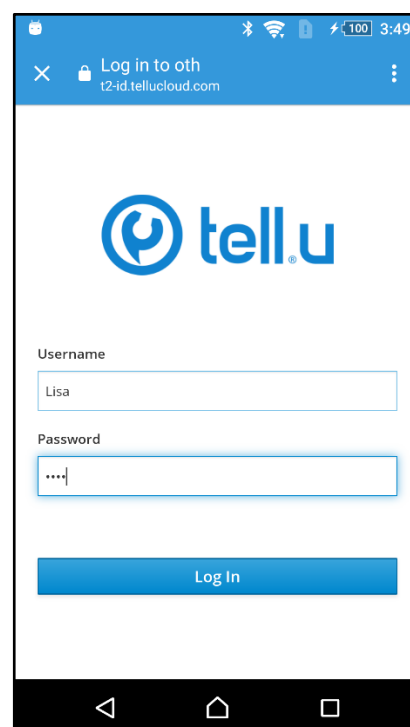 100 3:49
Log in to oth
t2-id.tellucloud.com
tell.u
®
Username
Lisa
Password
••••
Log In